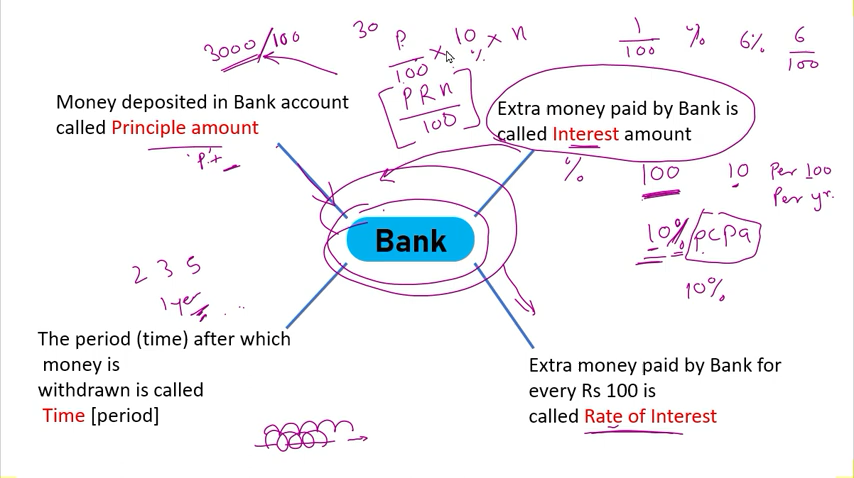 3000/100
30
P/100 × 10% × n
[PRn/100]
1/100 % 6% 6/100
Money deposited in Bank account
called Principle amount
Extra money paid by Bank is
called Interest amount
% 100 10 Per 100
Per yr.
10% pcpa
10%
Bank
2 3 5
1 yer
The period (time) after which
money is
withdrawn is called
Time [period]
Extra money paid by Bank for
every Rs 100 is
called Rate of Interest